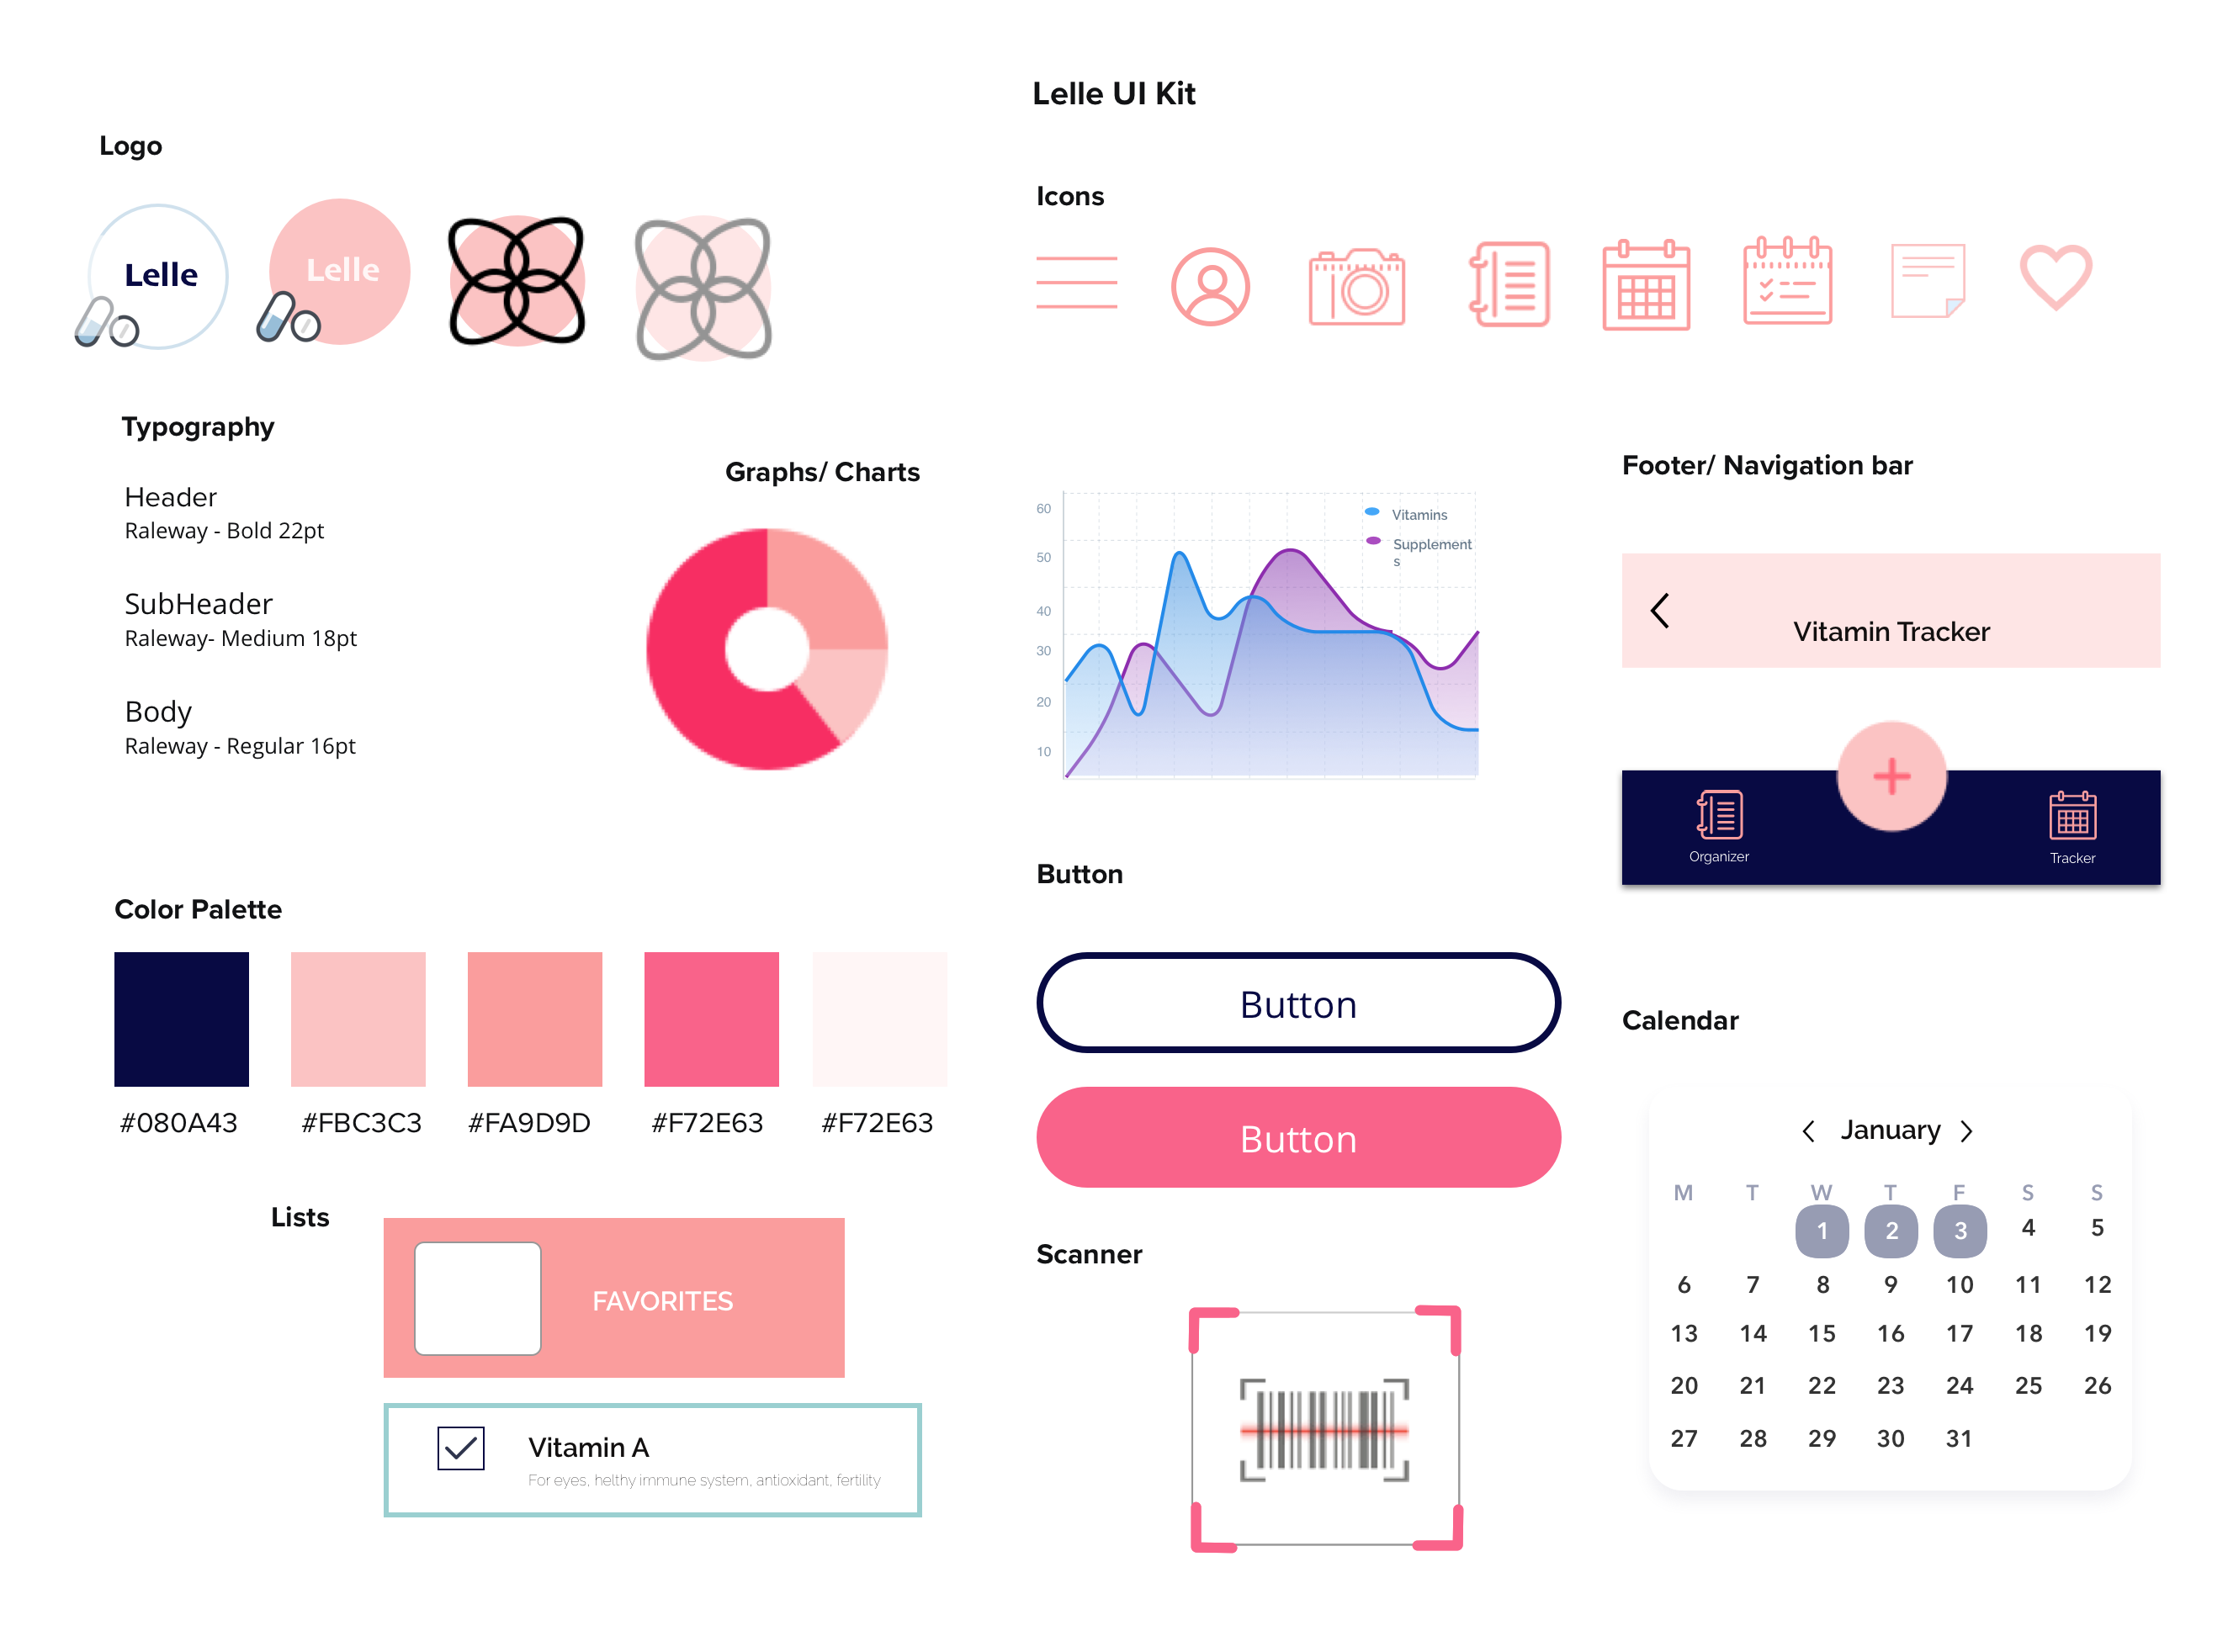 Lelle UI Kit
Logo
Lelle
Lelle
Icons
Typography
Header
Raleway - Bold 22pt
SubHeader
Raleway- Medium 18pt
Body
Raleway - Regular 16pt
Graphs/ Charts
60
50
40
30
20
10
Vitamins
Supplement
s
Footer/ Navigation bar
Vitamin Tracker
Organizer
Tracker
Color Palette
#080A43
#FBC3C3
#FA9D9D
#F72E63
#F72E63
Button
Button
Button
Calendar
January
M T W T F S S
1 2 3 4 5
6 7 8 9 10 11 12
13 14 15 16 17 18 19
20 21 22 23 24 25 26
27 28 29 30 31
Lists
FAVORITES
Vitamin A
For eyes, helthy immune systern, antioxidant, fertility
Scanner